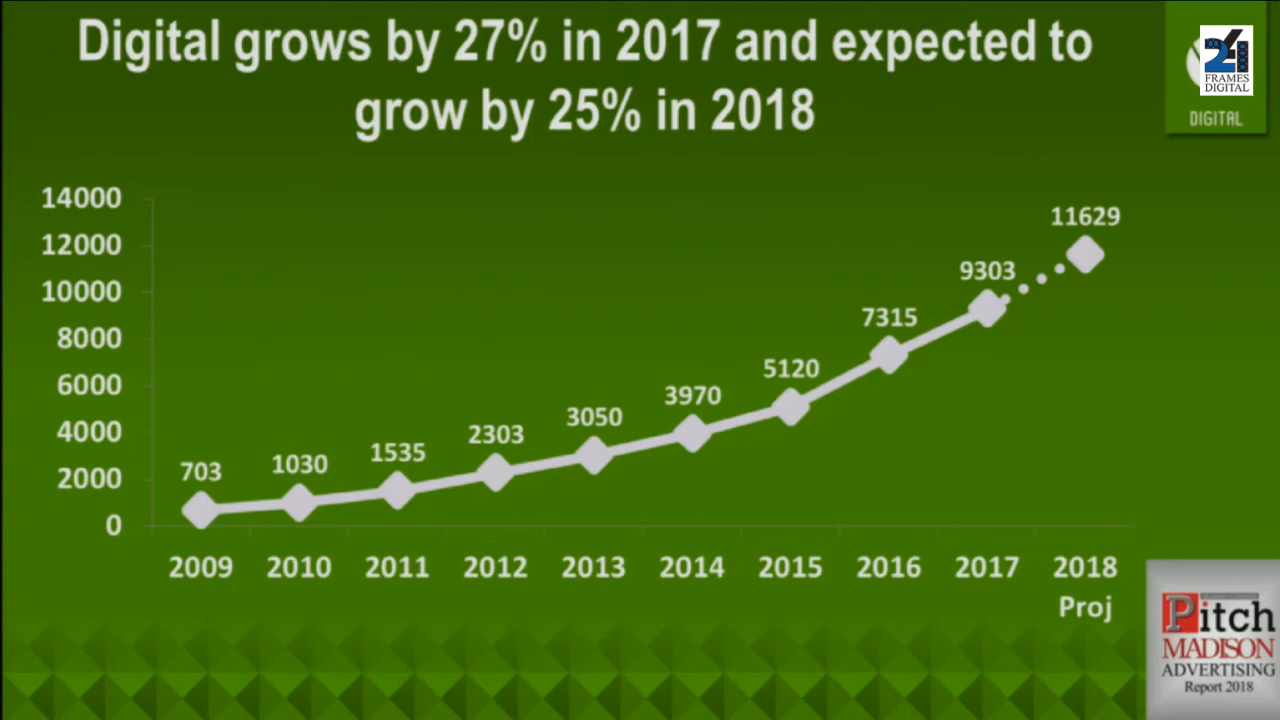 Digital grows by 27% in 2017 and expected to
grow by 25% in 2018
24
FRAMES
DIGITAL
DIGITAL
14000
12000
10000
8000
6000
4000
2000
0
703
1030
1535
2303
3050
3970
5120
7315
9303
11629
2009 2010 2011 2012 2013 2014 2015 2016 2017 2018
Proj
Pitch
MADISON
ADVERTISING
Report 2018